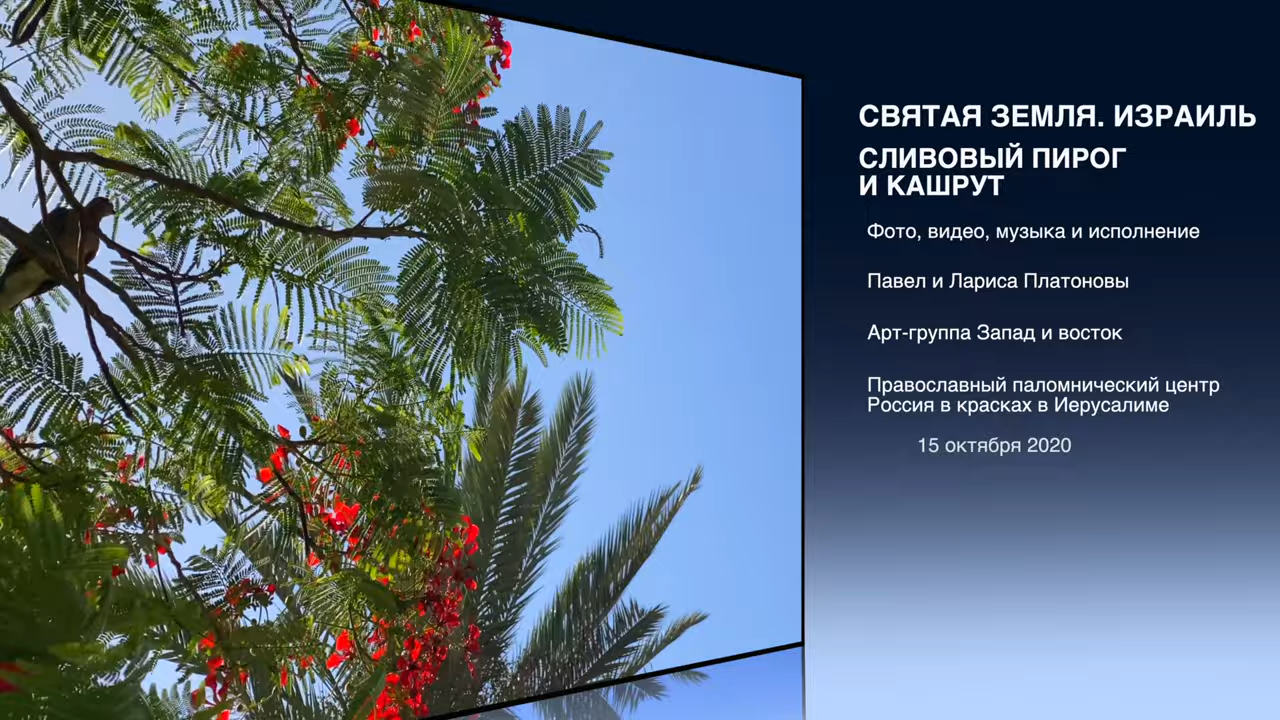 СВЯТАЯ ЗЕМЛЯ. ИЗРАИЛЬ
СЛИВОВЫЙ ПИРОГ
И КАШРУТ
Фото, видео, музыка и исполнение
Павел и Лариса Платоновы
Арт-группа Запад и восток
Православный паломнический центр
Россия в красках в Иерусалиме
15 октября 2020